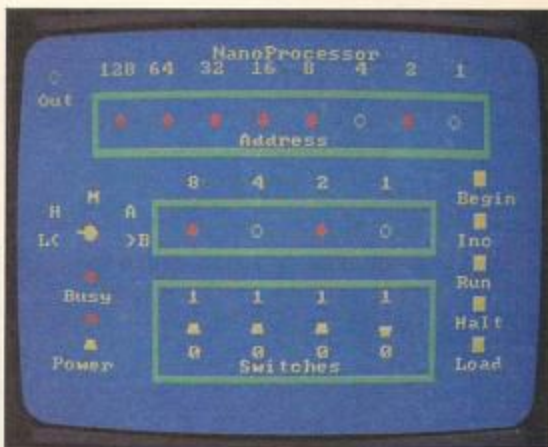 NanoProcessor
128 64 32 16 8 4 2 1
Out
Address
8 4 2 1
M
H A
L< >B
Begin
Inc
Run
Halt
Load
Busy
Power
1 1 1 1
0 0 0 0
Switches